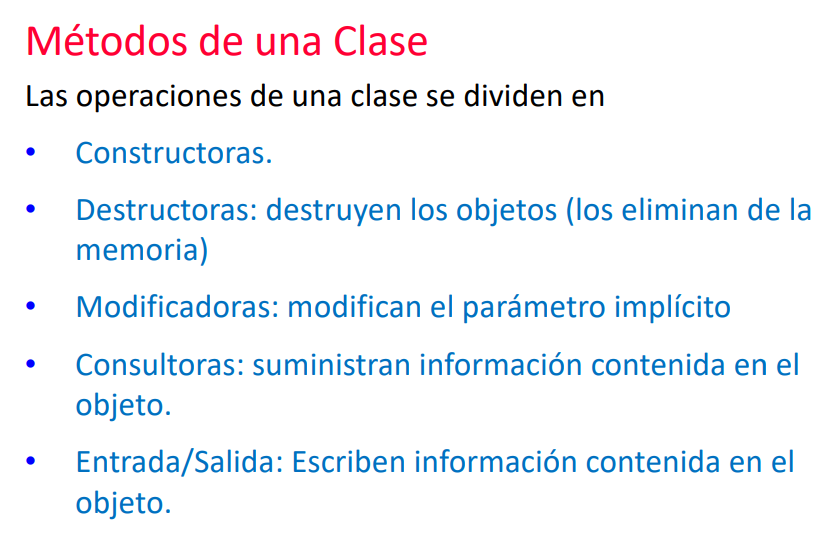 Métodos de una Clase
Las operaciones de una clase se dividen en
• Constructoras.
• Destructoras: destruyen los objetos (los eliminan de la
memoria)
• Modificadoras: modifican el parámetro implícito
• Consultoras: suministran información contenida en el
objeto.
• Entrada/Salida: Escriben información contenida en el
objeto.